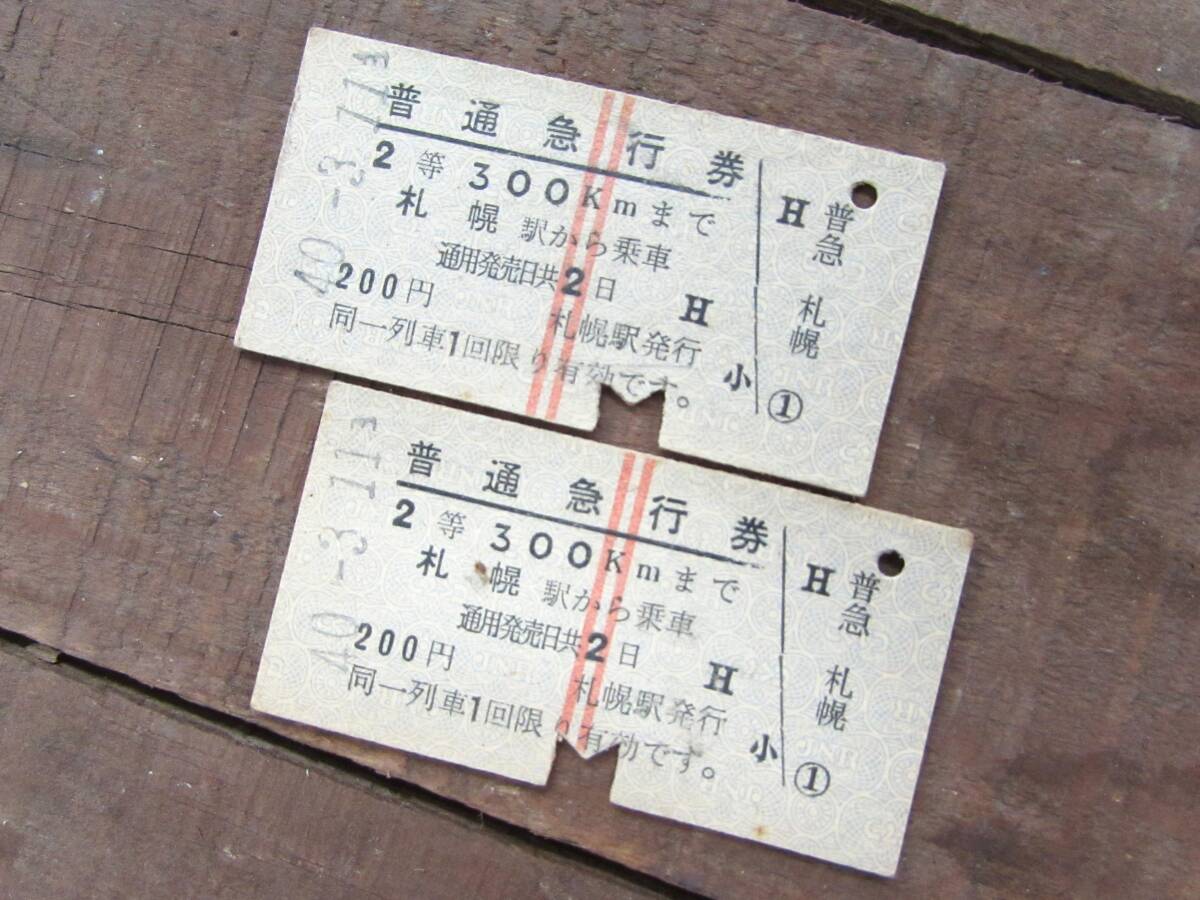 40-3.11
普通急行券
2等 300Kmまで
札幌駅から乗車
通用発売日共2日
200円 H
札幌駅発行
同一列車1回限り有効です。
小
H 普急
札幌
①
40-3.113
普通急行券
2等 300Kmまで
札幌駅から乗車
通用発売日共2日
200円 H
札幌駅発行
同一列車1回限り有効です。
小
H 普急
札幌
①